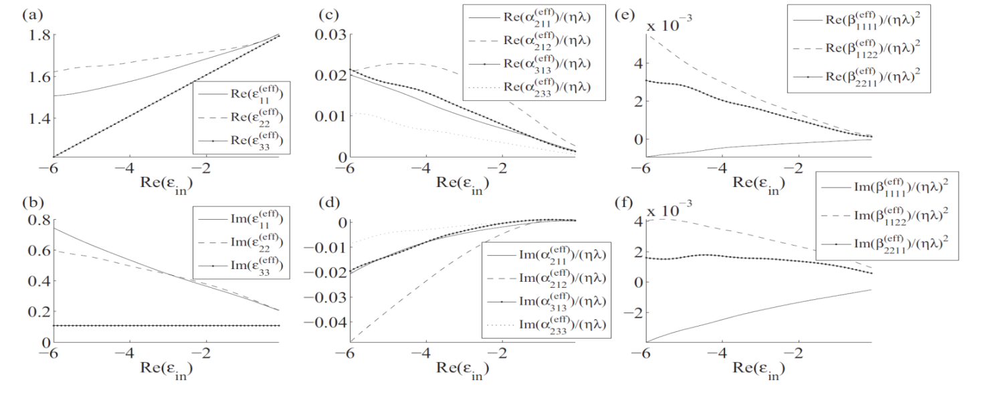 (a)
1.8
1.6
1.4
−6 −4 −2
Re(ε_in)
Re(ε_11^(eff))
Re(ε_22^(eff))
Re(ε_33^(eff))
(b)
0.8
0.6
0.4
0.2
0
−6 −4 −2
Re(ε_in)
Im(ε_11^(eff))
Im(ε_22^(eff))
Im(ε_33^(eff))
(c)
0.03
0.02
0.01
0
−6 −4 −2
Re(ε_in)
Re(α_211^(eff))/(ηλ)
Re(α_212^(eff))/(ηλ)
Re(α_313^(eff))/(ηλ)
Re(α_233^(eff))/(ηλ)
(d)
0
−0.01
−0.02
−0.03
−0.04
−6 −4 −2
Re(ε_in)
Im(α_211^(eff))/(ηλ)
Im(α_212^(eff))/(ηλ)
Im(α_313^(eff))/(ηλ)
Im(α_233^(eff))/(ηλ)
(e)
x 10^−3
4
2
0
−6 −4 −2
Re(ε_in)
Re(β_1111^(eff))/(ηλ)^2
Re(β_1122^(eff))/(ηλ)^2
Re(β_2211^(eff))/(ηλ)^2
(f)
x 10^−3
4
2
0
−2
−6 −4 −2
Re(ε_in)
Im(β_1111^(eff))/(ηλ)^2
Im(β_1122^(eff))/(ηλ)^2
Im(β_2211^(eff))/(ηλ)^2